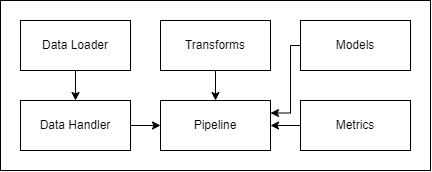 Data Loader
Transforms
Models
Data Handler
Pipeline
Metrics